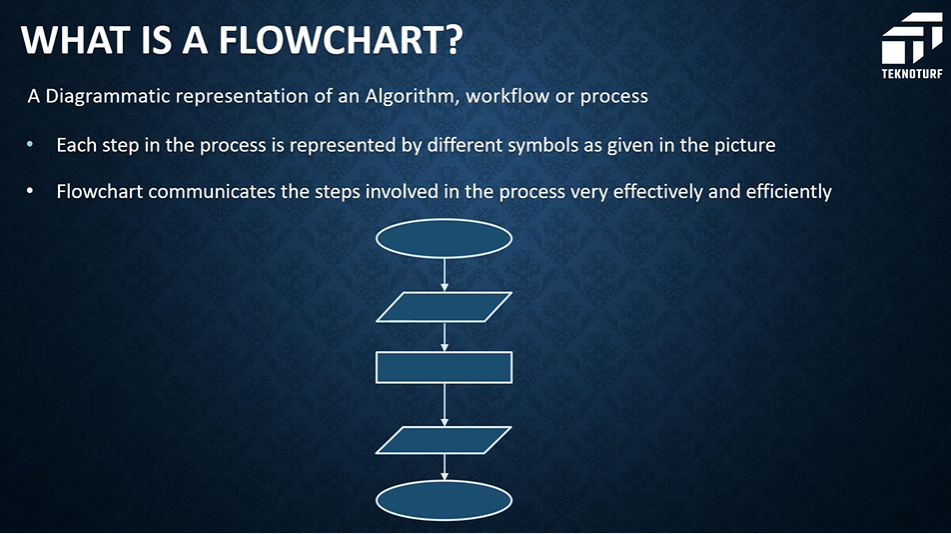 WHAT IS A FLOWCHART?
TEKNOTURF
A Diagrammatic representation of an Algorithm, workflow or process
• Each step in the process is represented by different symbols as given in the picture
• Flowchart communicates the steps involved in the process very effectively and efficiently